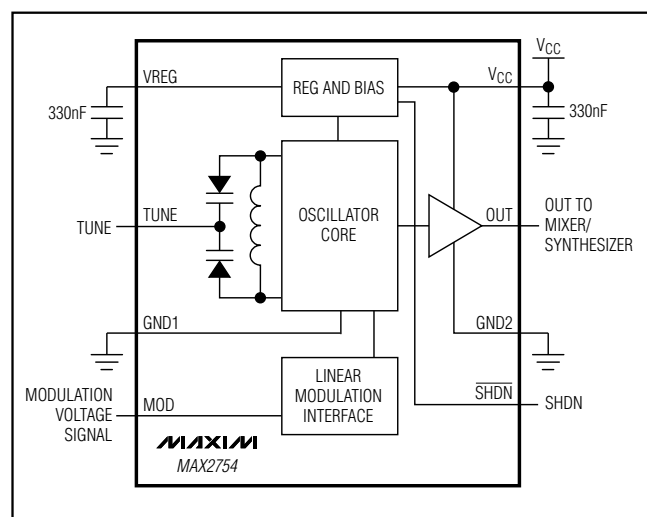 VCC
VREG
REG AND BIAS
VCC
330nF
330nF
TUNE
TUNE
OSCILLATOR
CORE
OUT
OUT TO
MIXER/
SYNTHESIZER
GND1
GND2
MODULATION
VOLTAGE
SIGNAL
MOD
LINEAR
MODULATION
INTERFACE
SHDN
SHDN
MAXIM
MAX2754